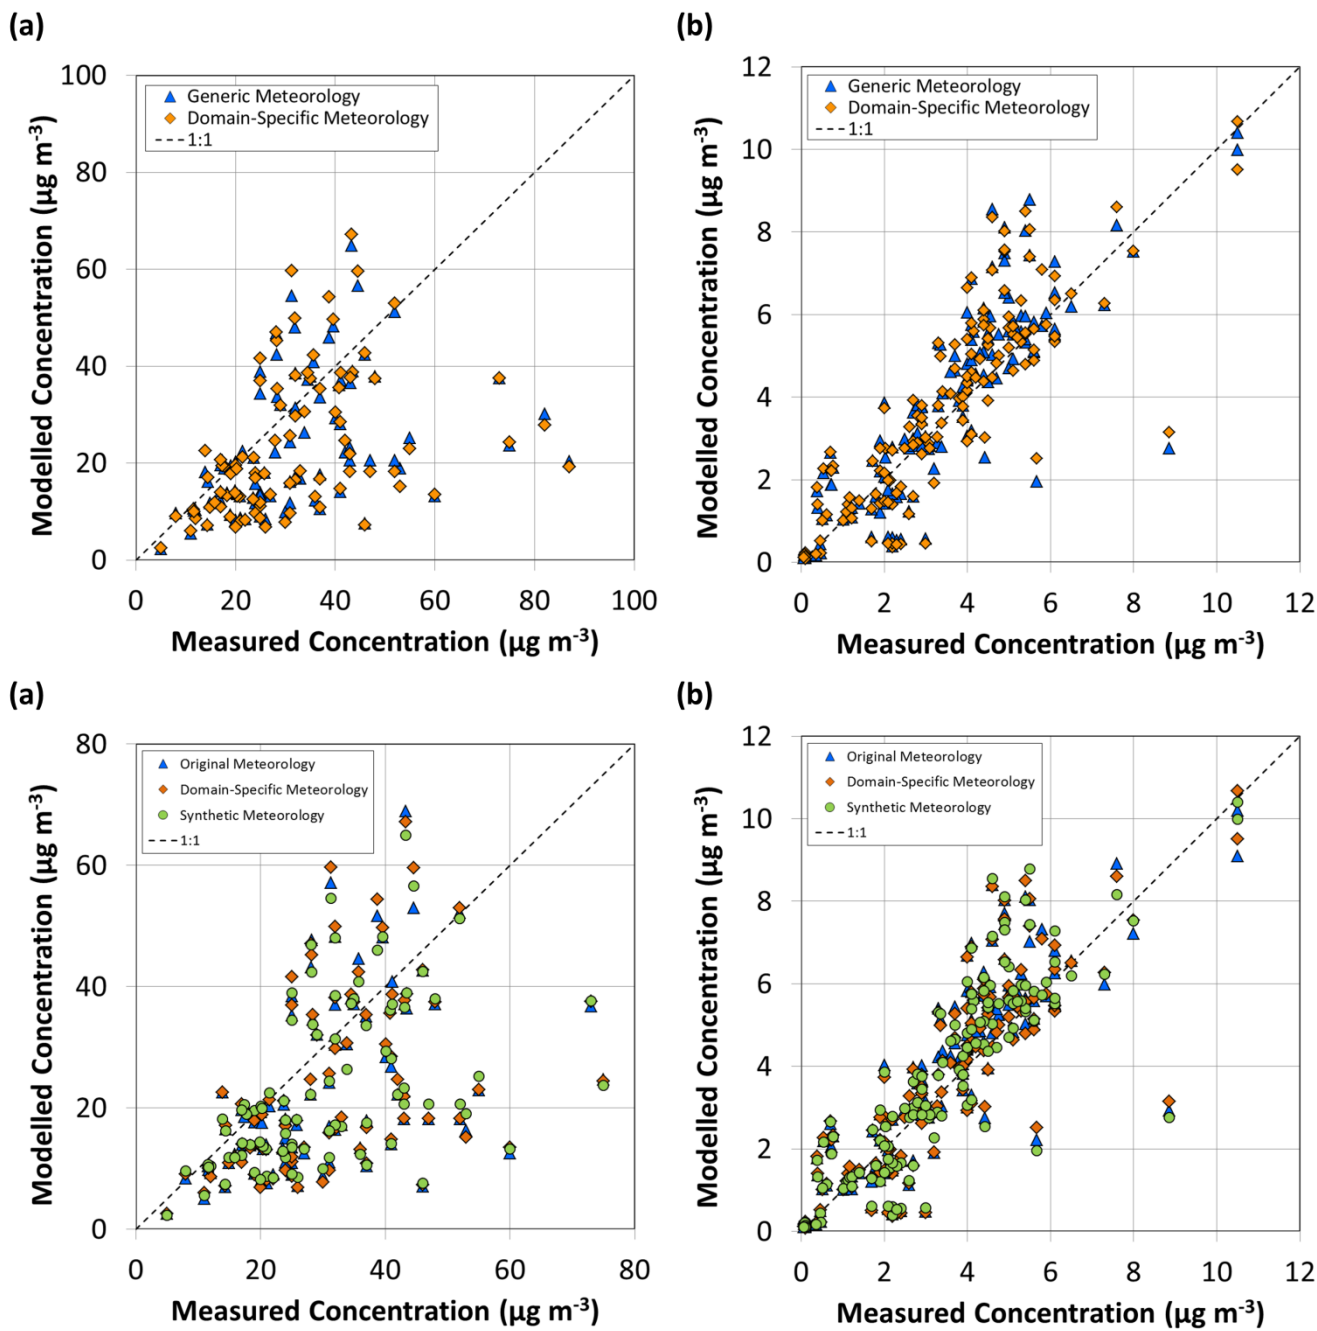 (a)
(b)
100
80
60
40
20
0
Modelled Concentration (µg m-3)
Generic Meteorology
Domain-Specific Meteorology
1:1
0
20
40
60
80
100
Measured Concentration (µg m-3)
12
10
8
6
4
2
0
Modelled Concentration (µg m-3)
Generic Meteorology
Domain-Specific Meteorology
1:1
0
2
4
6
8
10
12
Measured Concentration (µg m-3)
(a)
(b)
80
60
40
20
0
Modelled Concentration (µg m-3)
Original Meteorology
Domain-Specific Meteorology
Synthetic Meteorology
1:1
0
20
40
60
80
Measured Concentration (µg m-3)
12
10
8
6
4
2
0
Modelled Concentration (µg m-3)
Original Meteorology
Domain-Specific Meteorology
Synthetic Meteorology
1:1
0
2
4
6
8
10
12
Measured Concentration (µg m-3)